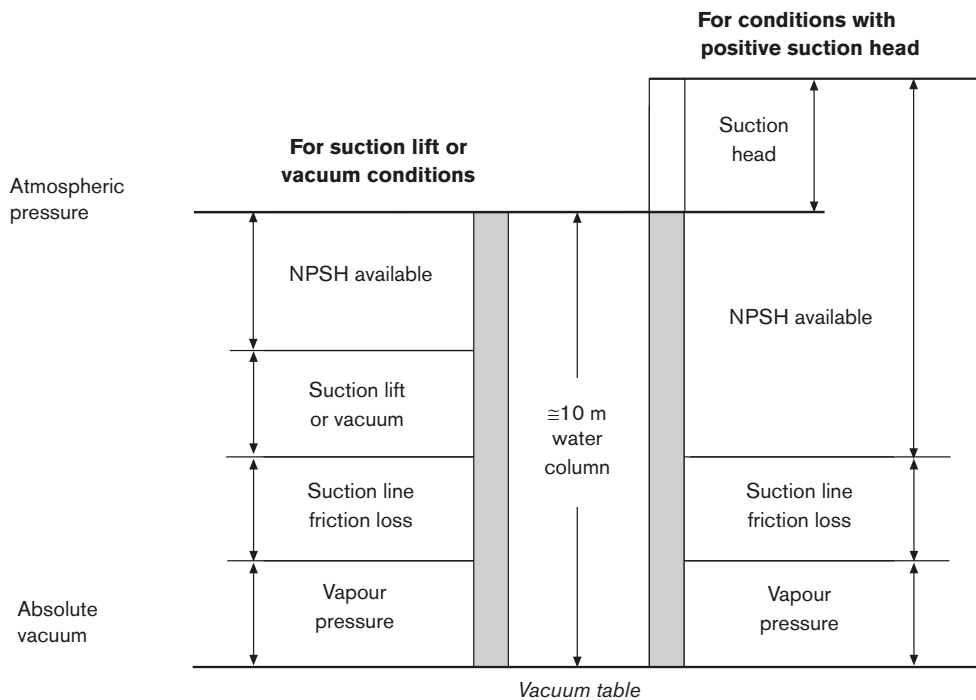 For conditions with
positive suction head
Suction
head
For suction lift or
vacuum conditions
Atmospheric
pressure
NPSH available
NPSH available
Suction lift
or vacuum
≅10 m
water
column
Suction line
friction loss
Suction line
friction loss
Vapour
pressure
Vapour
pressure
Absolute
vacuum
Vacuum table